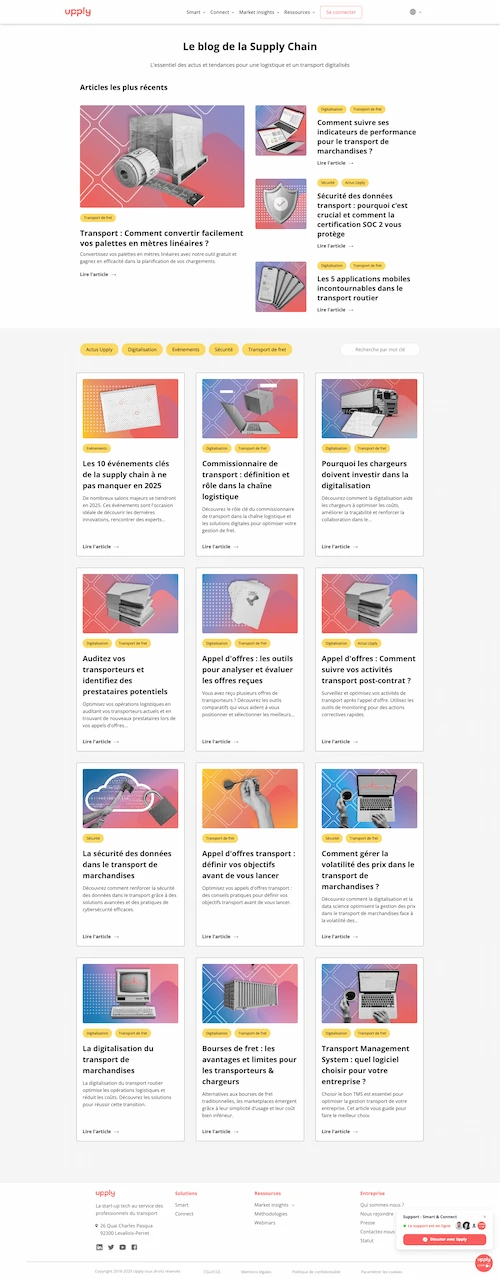 upply
Smart
Connect
Market insights
Ressources
Se connecter
Le blog de la Supply Chain
L'essentiel des actus et tendances pour une logistique et un transport digitalisés
Articles les plus récents
Transport de fret
Transport : Comment convertir facilement
vos palettes en mètres linéaires ?
Convertissez vos palettes en mètres linéaires avec notre outil gratuit et
gagnez en efficacité dans la planification de vos chargements.
Lire l'article →
Digitalisation Transport de fret
Comment suivre ses
indicateurs de performance
pour le transport de
marchandises ?
Lire l'article →
Sécurité Actus Upply
Sécurité des données
transport : pourquoi c'est
crucial et comment la
certification SOC 2 vous
protège
Lire l'article →
Digitalisation Transport de fret
Les 5 applications mobiles
incontournables dans le
transport routier
Lire l'article →
Actus Upply Digitalisation Evénements Sécurité Transport de fret
Recherche par mot clé
Evénements
Les 10 événements clés
de la supply chain à ne
pas manquer en 2025
De nombreux salons majeurs se tiendront
en 2025. Ces événements sont l'occasion
idéale de découvrir les dernières
innovations, rencontrer des experts...
Lire l'article →
Digitalisation Transport de fret
Commissionnaire de
transport : définition et
rôle dans la chaîne
logistique
Découvrez le rôle clé du commissionnaire
de transport dans la chaîne logistique et
les solutions digitales pour optimiser votre
gestion de fret.
Lire l'article →
Digitalisation Transport de fret
Pourquoi les chargeurs
doivent investir dans la
digitalisation
Découvrez comment la digitalisation aide
les chargeurs à optimiser les coûts,
améliorer la traçabilité et renforcer la
collaboration dans le...
Lire l'article →
Digitalisation Transport de fret
Auditez vos
transporteurs et
identifiez des
prestataires potentiels
Optimisez vos opérations logistiques en
auditant vos transporteurs actuels et en
trouvant de nouveaux prestataires lors de
vos appels d'offres...
Lire l'article →
Digitalisation Transport de fret
Appel d'offres : les outils
pour analyser et évaluer
les offres reçues
Vous avez reçu plusieurs offres de
transporteurs ? Découvrez les outils
comparatifs qui vous aident à vous
positionner et sélectionner les meilleurs...
Lire l'article →
Digitalisation Actus Upply
Appel d'offres : Comment
suivre vos activités
transport post-contrat ?
Surveillez et optimisez vos activités de
transport après l'appel d'offre. Utilisez les
outils de monitoring pour des actions
correctives rapides.
Lire l'article →
Sécurité
La sécurité des données
dans le transport de
marchandises
Découvrez comment renforcer la sécurité
des données dans le transport grâce à des
solutions avancées et des pratiques de
cybersécurité efficaces.
Lire l'article →
Transport de fret
Appel d'offres transport :
définir vos objectifs
avant de vous lancer
Optimisez vos appels d'offres transport :
des conseils pratiques pour définir vos
objectifs transport avant de vous lancer.
Lire l'article →
Sécurité Transport de fret
Comment gérer la
volatilité des prix dans le
transport de
marchandises ?
Découvrez comment la digitalisation et la
data science optimisent la gestion des prix
dans le transport de marchandises face à
la volatilité des...
Lire l'article →
Digitalisation Transport de fret
La digitalisation du
transport de
marchandises
La digitalisation du transport routier
optimise les opérations logistiques et
réduit les coûts. Découvrez les solutions
pour réussir cette transition.
Lire l'article →
Digitalisation Transport de fret
Bourses de fret : les
avantages et limites pour
les transporteurs &
chargeurs
Alternatives aux bourses de fret
traditionnelles, les marketplaces émergent
grâce à leur simplicité d'usage et leur coût
bien inférieur.
Lire l'article →
Digitalisation Transport de fret
Transport Management
System : quel logiciel
choisir pour votre
entreprise ?
Choisir le bon TMS est essentiel pour
optimiser la gestion transport de votre
entreprise. Cet article vous guide pour
faire le meilleur choix.
Lire l'article →
upply
La start-up tech au service des
professionnels du transport
26 Quai Charles Pasqua
92300 Levallois-Perret
Solutions
Smart
Connect
Ressources
Market insights
Méthodologies
Webinars
Entreprise
Qui sommes-nous ?
Nous rejoindre
Presse
Contactez-nous
Statut
Support : Smart & Connect
Le support est en ligne
Discuter avec Upply
Copyright 2018-2025 Upply tous droits réservés
CGU/CGS
Mentions légales
Politique de confidentialité
Paramétrer les cookies